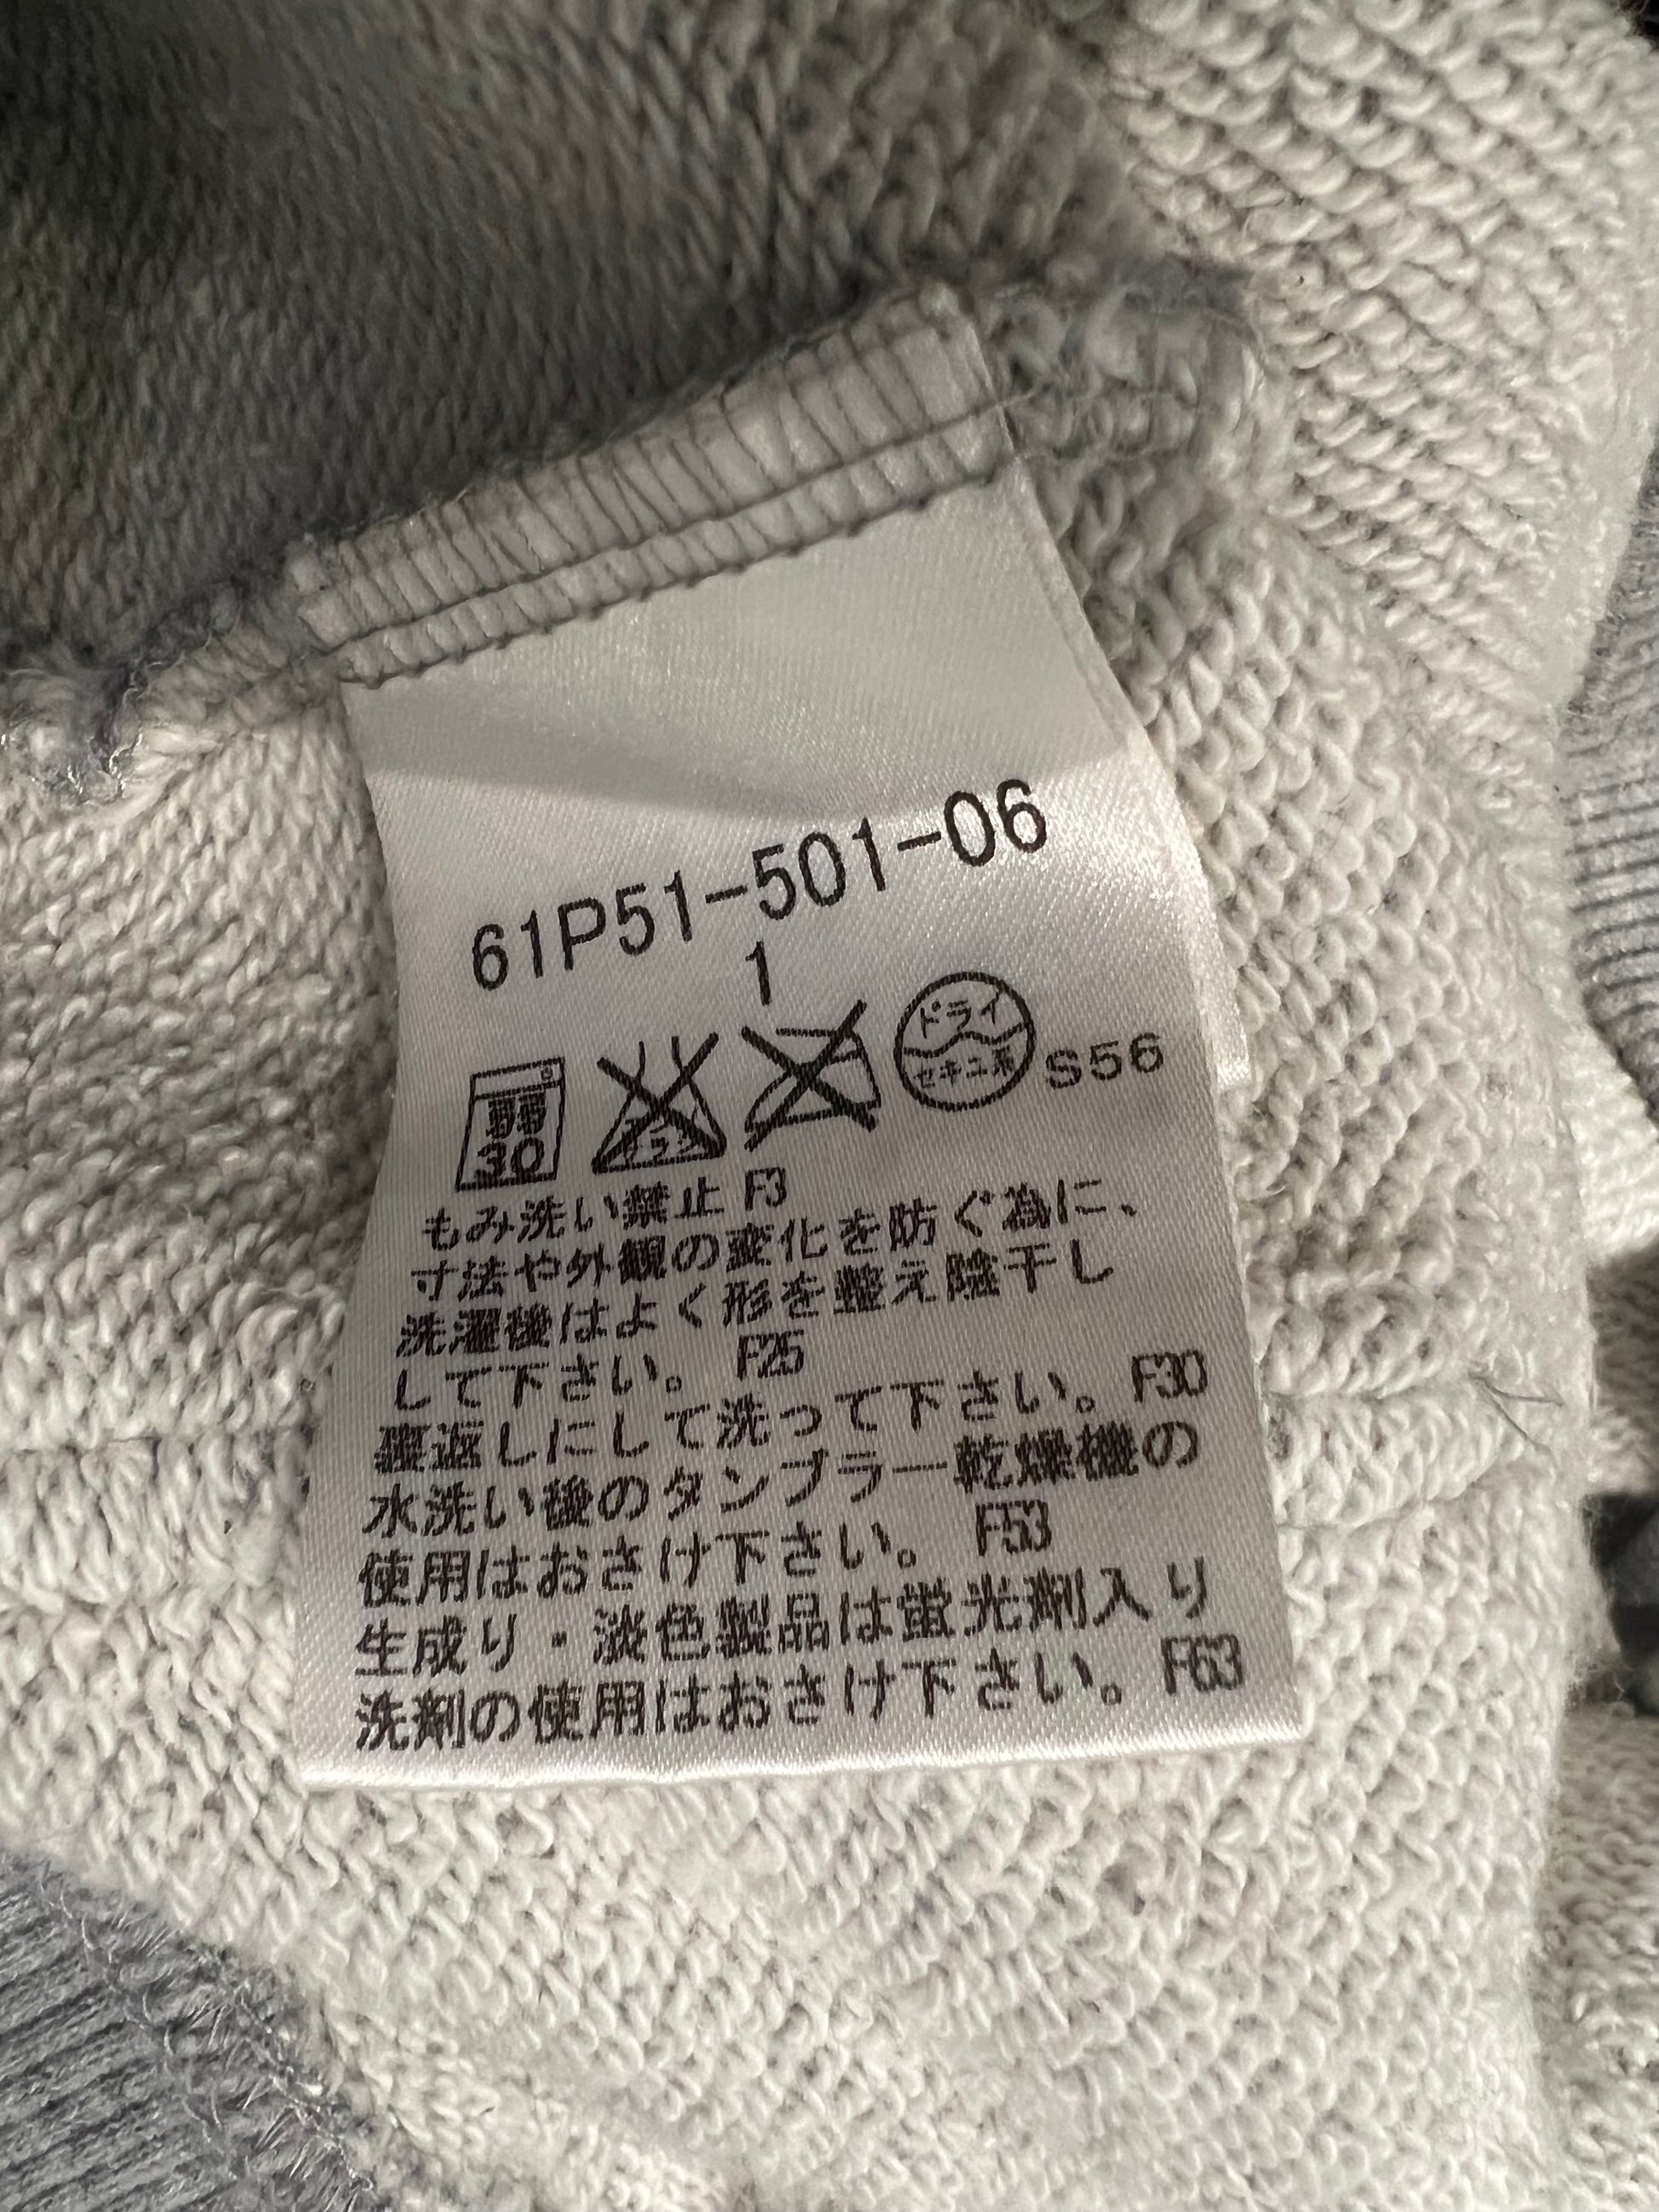 61P51-501-06
1
30
ドライ
セキユ系
S56
もみ洗い禁止 F3
寸法や外観の変化を防ぐ為に、
洗濯後はよく形を整え陰干し
して下さい。 F25
裏返しにして洗って下さい。 F30
水洗い後のタンブラー乾燥機の
使用はおさけ下さい。 F53
生成り・淡色製品は蛍光剤入り
洗剤の使用はおさけ下さい。 F63